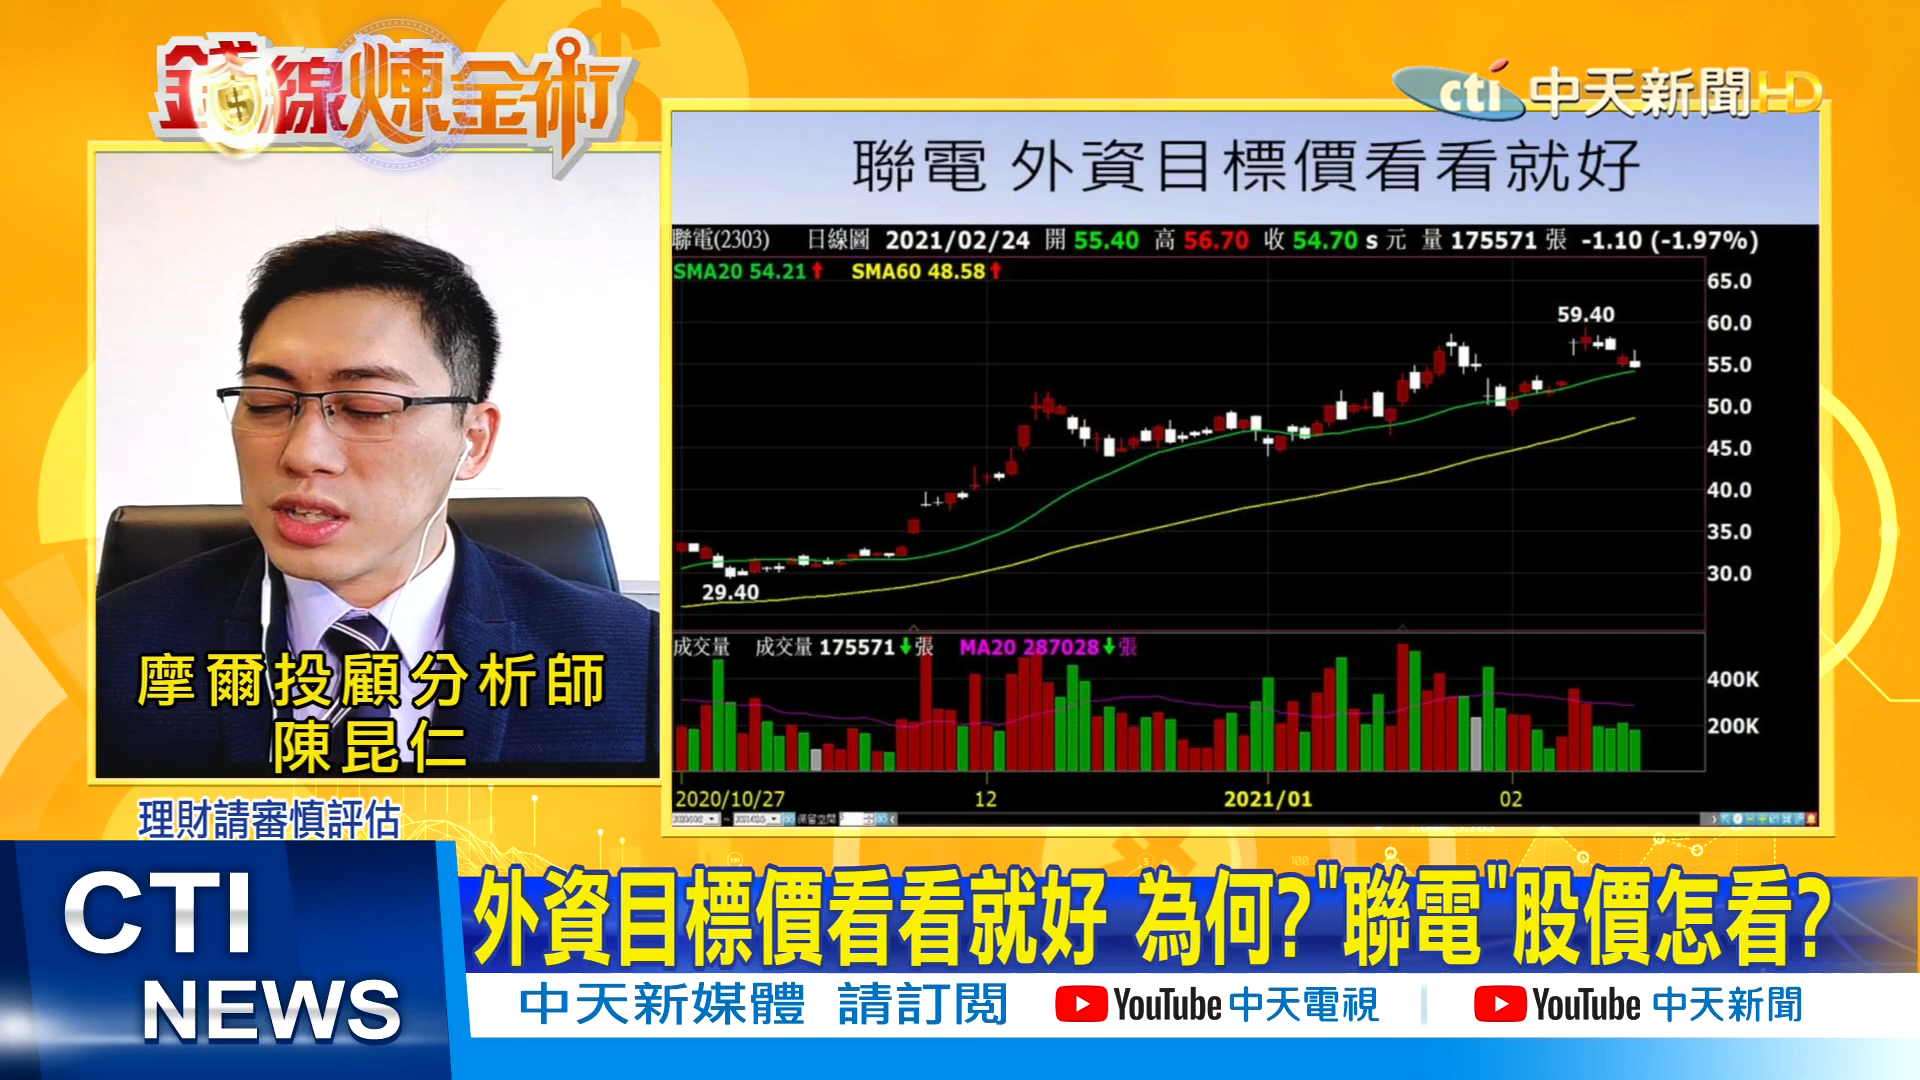 錢線煉金術
cti 中天新聞HD
聯電 外資目標價看看就好
聯電(2303) 日線圖 2021/02/24 開 55.40 高 56.70 收 54.70 s 元 量 175571 張 -1.10 (-1.97%)
SMA20 54.21 SMA60 48.58
65.0
60.0
59.40
55.0
50.0
45.0
40.0
35.0
30.0
29.40
成交量 成交量 175571 張 MA20 287028 張
400K
200K
2020/10/27 12 2021/01 02
保留空間
摩爾投顧分析師
陳昆仁
理財請審慎評估
CTI
NEWS
外資目標價看看就好 為何?"聯電"股價怎看?
中天新媒體 請訂閱 YouTube 中天電視 | YouTube 中天新聞